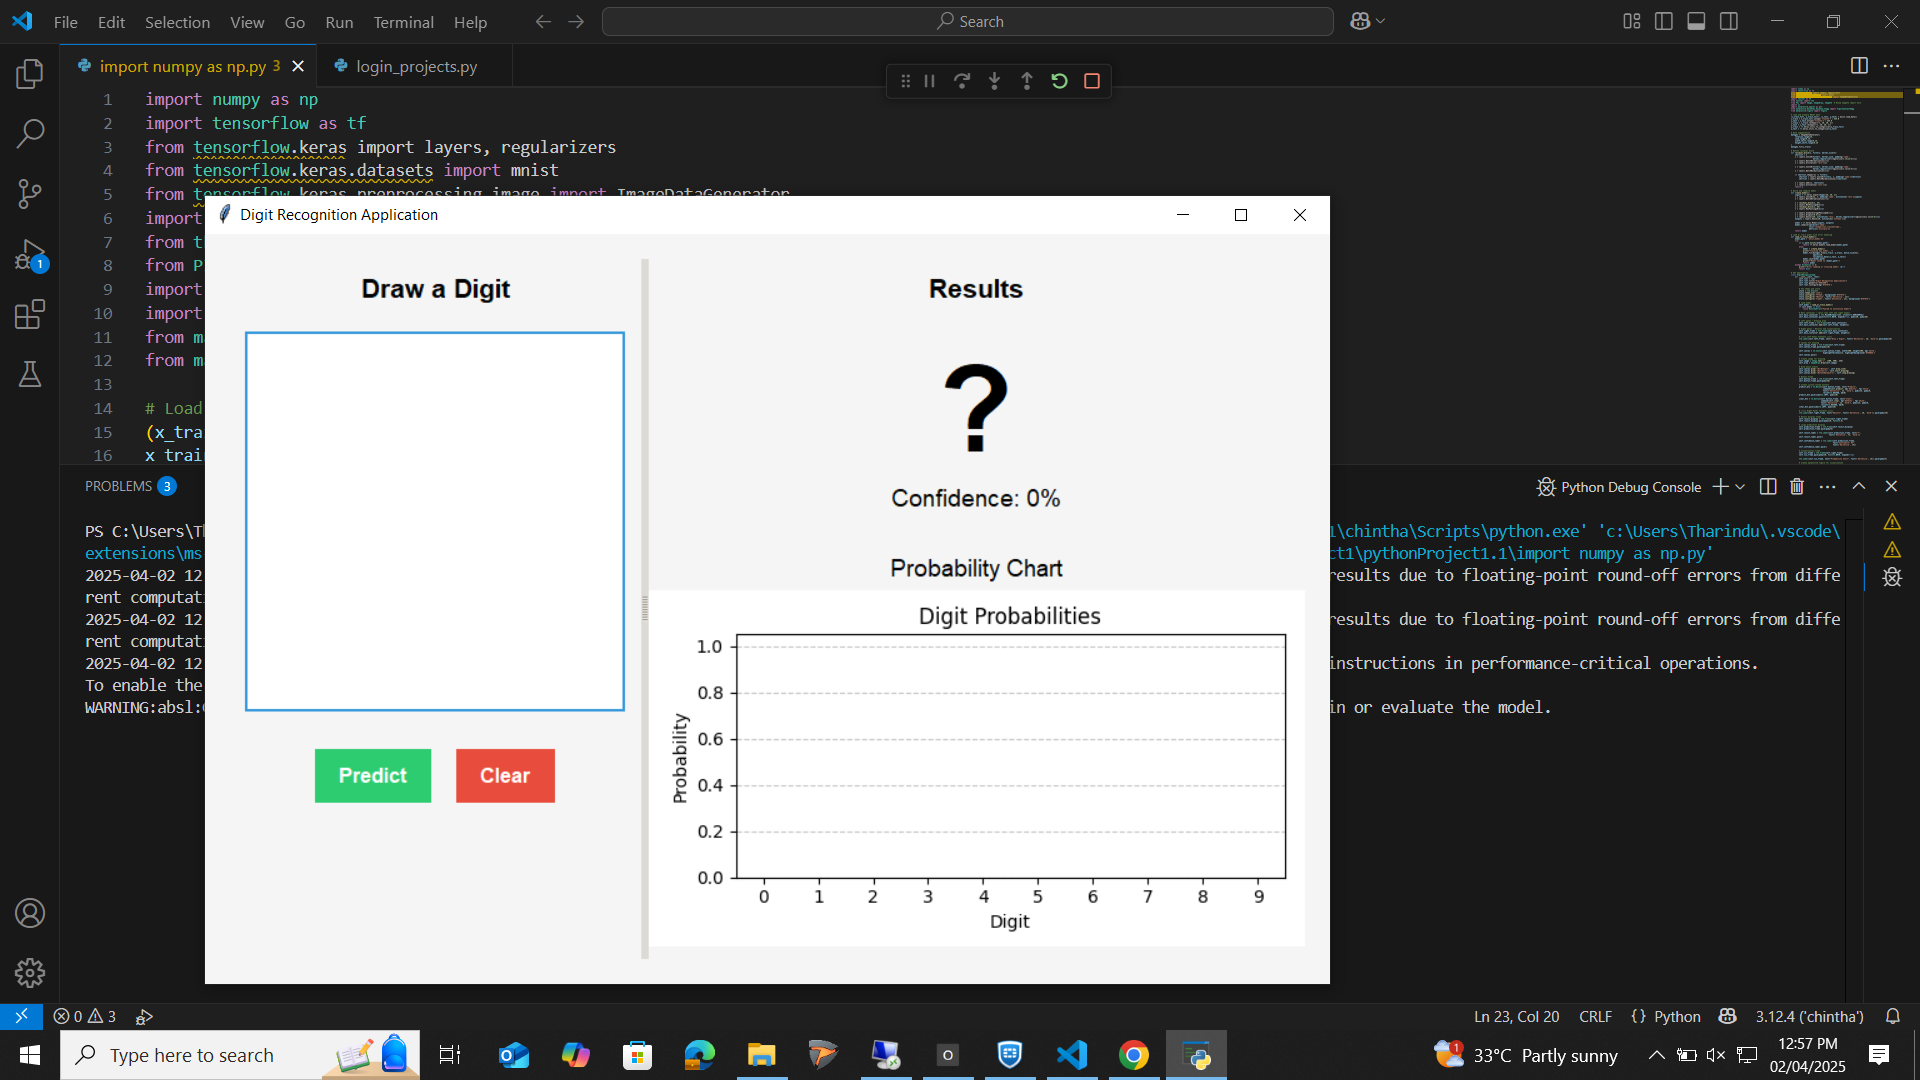 File Edit Selection View Go Run Terminal Help
Search
import numpy as np.py 3
login_projects.py
1 import numpy as np
2 import tensorflow as tf
3 from tensorflow.keras import layers, regularizers
4 from tensorflow.keras.datasets import mnist
5 from tensorflow.keras.preprocessing.image import ImageDataGenerator
6 import
7 from t
8 from P
9 import
10 import
11 from m
12 from m
13
14 # Load
15 (x_tra
16 x_trai
Digit Recognition Application
Draw a Digit
Predict
Clear
Results
?
Confidence: 0%
Probability Chart
Digit Probabilities
1.0
0.8
0.6
0.4
0.2
0.0
Probability
0 1 2 3 4 5 6 7 8 9
Digit
1
PROBLEMS 3
Python Debug Console
PS C:\Users\T
1\chintha\Scripts\python.exe' 'c:\Users\Tharindu\.vscode\
extensions\ms
ct1\pythonProject1.1\import numpy as np.py'
2025-04-02 12
results due to floating-point round-off errors from diffe
rent computati
2025-04-02 12
results due to floating-point round-off errors from diffe
rent computati
2025-04-02 12
instructions in performance-critical operations.
To enable the
WARNING:absl:
in or evaluate the model.
0 3
Ln 23, Col 20 CRLF {} Python 3.12.4 ('chintha')
Type here to search
33°C Partly sunny
12:57 PM
02/04/2025